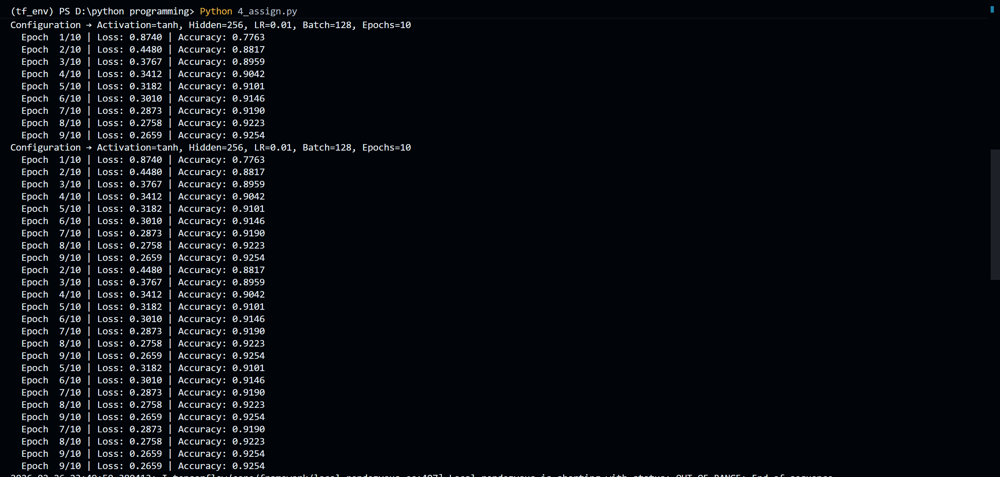 (tf_env) PS D:\python programming> Python 4_assign.py
Configuration → Activation=tanh, Hidden=256, LR=0.01, Batch=128, Epochs=10
  Epoch  1/10 | Loss: 0.8740 | Accuracy: 0.7763
  Epoch  2/10 | Loss: 0.4480 | Accuracy: 0.8817
  Epoch  3/10 | Loss: 0.3767 | Accuracy: 0.8959
  Epoch  4/10 | Loss: 0.3412 | Accuracy: 0.9042
  Epoch  5/10 | Loss: 0.3182 | Accuracy: 0.9101
  Epoch  6/10 | Loss: 0.3010 | Accuracy: 0.9146
  Epoch  7/10 | Loss: 0.2873 | Accuracy: 0.9190
  Epoch  8/10 | Loss: 0.2758 | Accuracy: 0.9223
  Epoch  9/10 | Loss: 0.2659 | Accuracy: 0.9254
Configuration → Activation=tanh, Hidden=256, LR=0.01, Batch=128, Epochs=10
  Epoch  1/10 | Loss: 0.8740 | Accuracy: 0.7763
  Epoch  2/10 | Loss: 0.4480 | Accuracy: 0.8817
  Epoch  3/10 | Loss: 0.3767 | Accuracy: 0.8959
  Epoch  4/10 | Loss: 0.3412 | Accuracy: 0.9042
  Epoch  5/10 | Loss: 0.3182 | Accuracy: 0.9101
  Epoch  6/10 | Loss: 0.3010 | Accuracy: 0.9146
  Epoch  7/10 | Loss: 0.2873 | Accuracy: 0.9190
  Epoch  8/10 | Loss: 0.2758 | Accuracy: 0.9223
  Epoch  9/10 | Loss: 0.2659 | Accuracy: 0.9254
  Epoch  2/10 | Loss: 0.4480 | Accuracy: 0.8817
  Epoch  3/10 | Loss: 0.3767 | Accuracy: 0.8959
  Epoch  4/10 | Loss: 0.3412 | Accuracy: 0.9042
  Epoch  5/10 | Loss: 0.3182 | Accuracy: 0.9101
  Epoch  6/10 | Loss: 0.3010 | Accuracy: 0.9146
  Epoch  7/10 | Loss: 0.2873 | Accuracy: 0.9190
  Epoch  8/10 | Loss: 0.2758 | Accuracy: 0.9223
  Epoch  9/10 | Loss: 0.2659 | Accuracy: 0.9254
  Epoch  5/10 | Loss: 0.3182 | Accuracy: 0.9101
  Epoch  6/10 | Loss: 0.3010 | Accuracy: 0.9146
  Epoch  7/10 | Loss: 0.2873 | Accuracy: 0.9190
  Epoch  8/10 | Loss: 0.2758 | Accuracy: 0.9223
  Epoch  9/10 | Loss: 0.2659 | Accuracy: 0.9254
  Epoch  7/10 | Loss: 0.2873 | Accuracy: 0.9190
  Epoch  8/10 | Loss: 0.2758 | Accuracy: 0.9223
  Epoch  9/10 | Loss: 0.2659 | Accuracy: 0.9254
  Epoch  9/10 | Loss: 0.2659 | Accuracy: 0.9254
I tensorflow/core/framework/local_rendezvous.cc:407] Local rendezvous is aborting with status: OUT_OF_RANGE: End of sequence